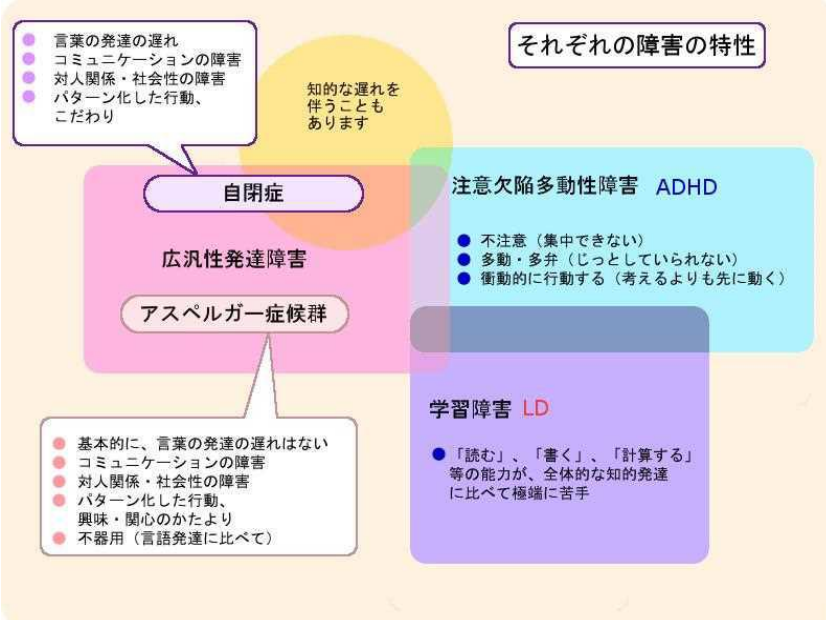 それぞれの障害の特性
● 言葉の発達の遅れ
● コミュニケーションの障害
● 対人関係・社会性の障害
● パターン化した行動、
こだわり
知的な遅れを
伴うことも
あります
自閉症
広汎性発達障害
アスペルガー症候群
注意欠陥多動性障害 ADHD
● 不注意（集中できない）
● 多動・多弁（じっとしていられない）
● 衝動的に行動する（考えるよりも先に動く）
学習障害 LD
● 「読む」、「書く」、「計算する」
等の能力が、全体的な知的発達
に比べて極端に苦手
● 基本的に、言葉の発達の遅れはない
● コミュニケーションの障害
● 対人関係・社会性の障害
● パターン化した行動、
興味・関心のかたより
● 不器用（言語発達に比べて）